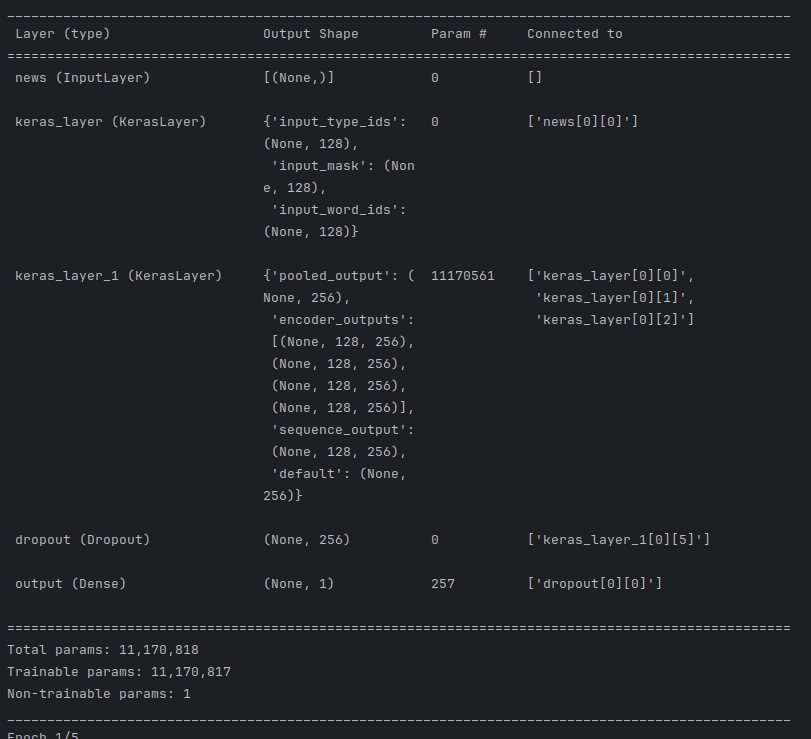 Layer (type) Output Shape Param # Connected to
==================================================================================================
news (InputLayer) [(None,)] 0 []
keras_layer (KerasLayer) {'input_type_ids': 0 ['news[0][0]']
(None, 128),
'input_mask': (Non
e, 128),
'input_word_ids':
(None, 128)}
keras_layer_1 (KerasLayer) {'pooled_output': ( 11170561 ['keras_layer[0][0]',
None, 256), 'keras_layer[0][1]',
'encoder_outputs': 'keras_layer[0][2]']
[(None, 128, 256),
(None, 128, 256),
(None, 128, 256),
(None, 128, 256)],
'sequence_output':
(None, 128, 256),
'default': (None,
256)}
dropout (Dropout) (None, 256) 0 ['keras_layer_1[0][5]']
output (Dense) (None, 1) 257 ['dropout[0][0]']
==================================================================================================
Total params: 11,170,818
Trainable params: 11,170,817
Non-trainable params: 1
Epoch 1/5